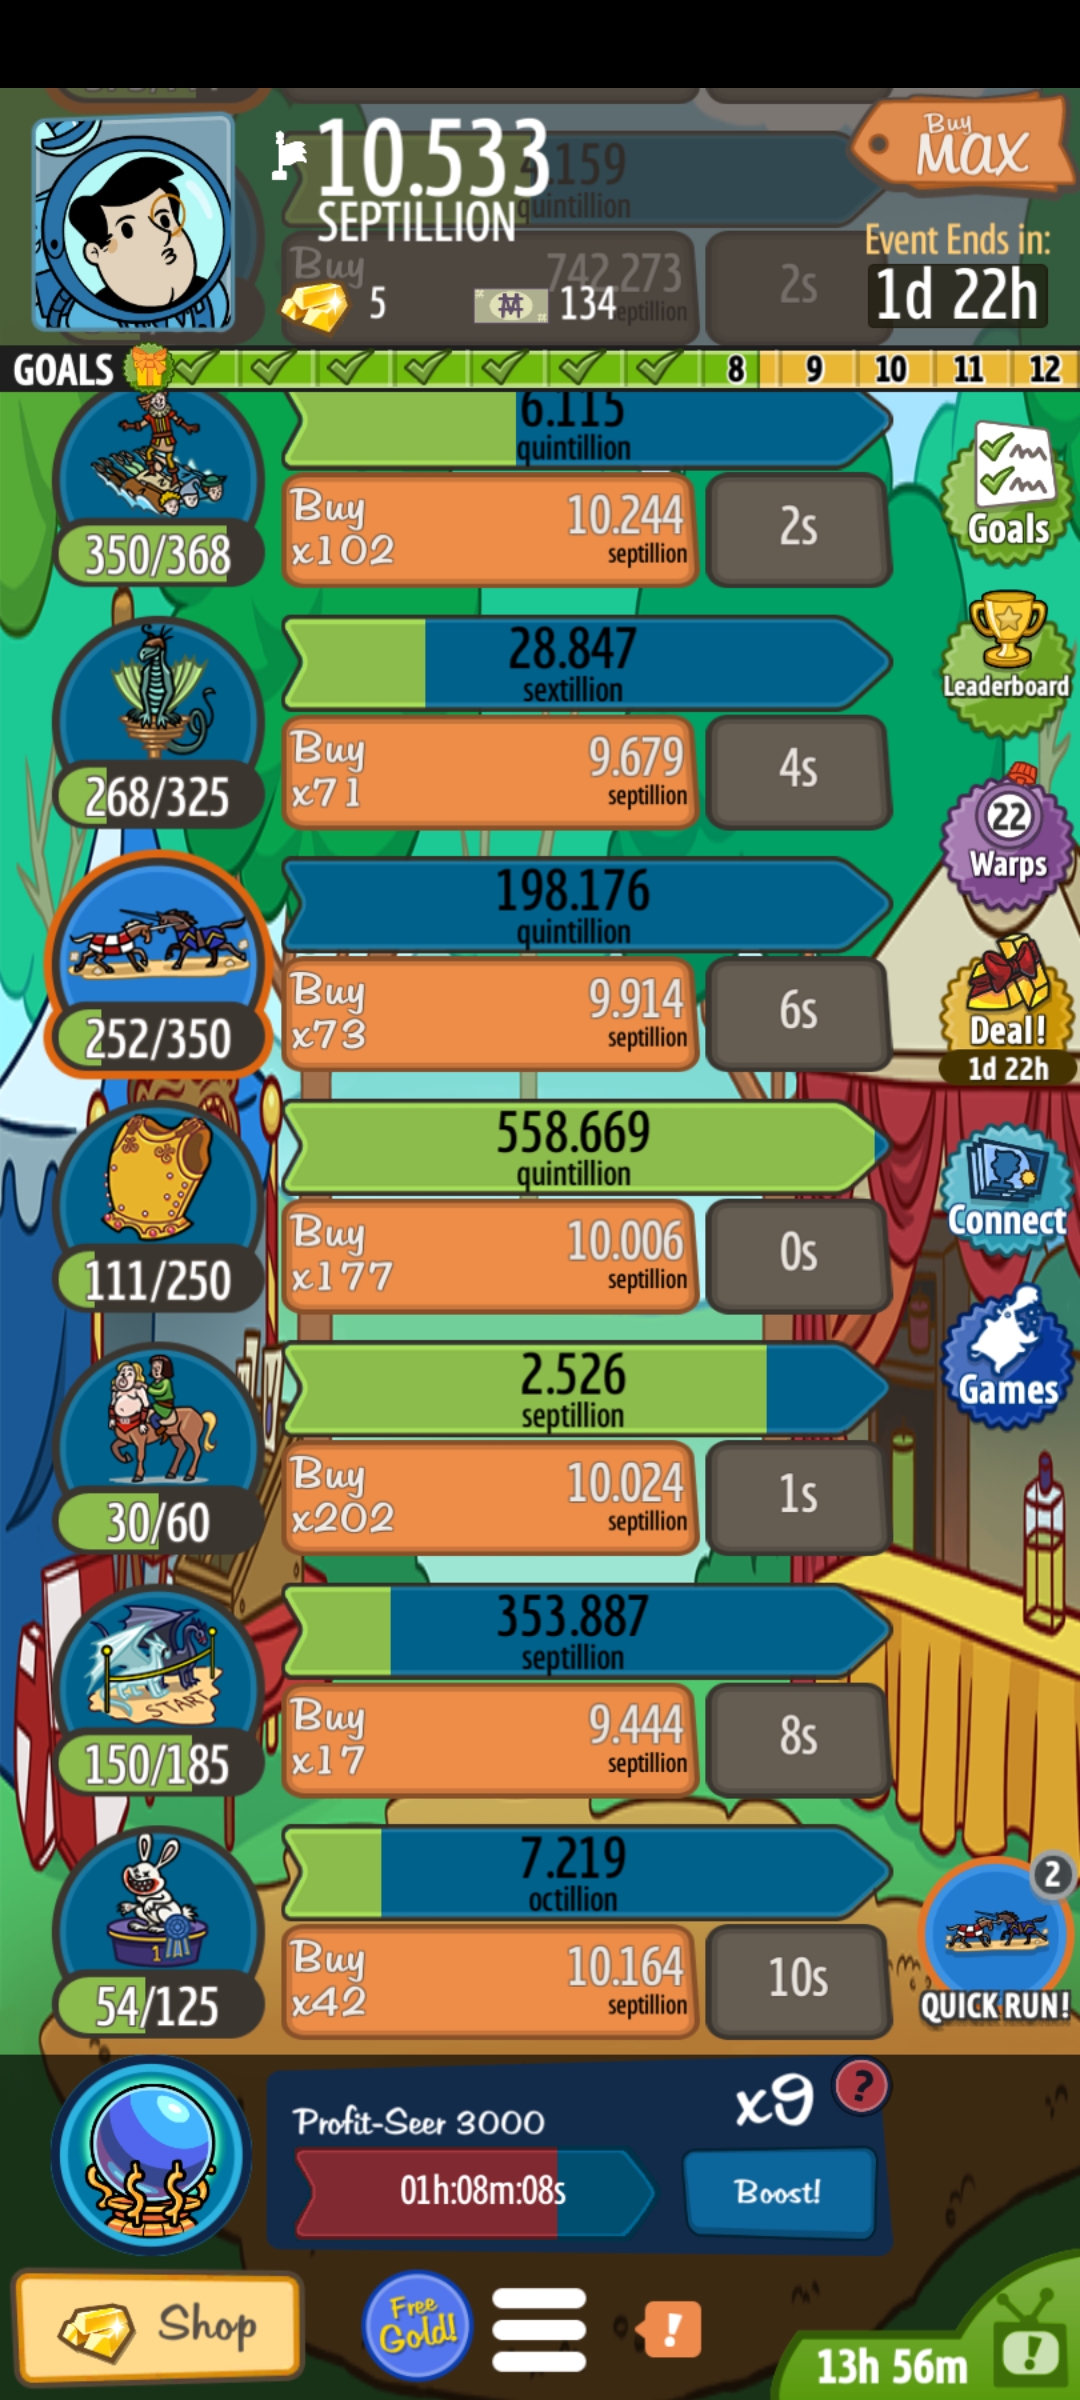 10.533
SEPTILLION
5
134
Buy
MAX
Event Ends in:
1d 22h
.159
quintillion
Buy
742.273
septillion
2s
GOALS
8
9
10
11
12
6.115
quintillion
350/368
Buy
x102
10.244
septillion
2s
Goals
28.847
sextillion
268/325
Buy
x71
9.679
septillion
4s
Leaderboard
198.176
quintillion
252/350
Buy
x73
9.914
septillion
6s
22
Warps
Deal!
1d 22h
558.669
quintillion
111/250
Buy
x177
10.006
septillion
0s
Connect
2.526
septillion
30/60
Buy
x202
10.024
septillion
1s
Games
353.887
septillion
START
150/185
Buy
x17
9.444
septillion
8s
7.219
octillion
1
54/125
Buy
x42
10.164
septillion
10s
2
QUICK RUN!
Profit-Seer 3000
x9
?
01h:08m:08s
Boost!
Shop
Free
Gold!
!
13h 56m
!